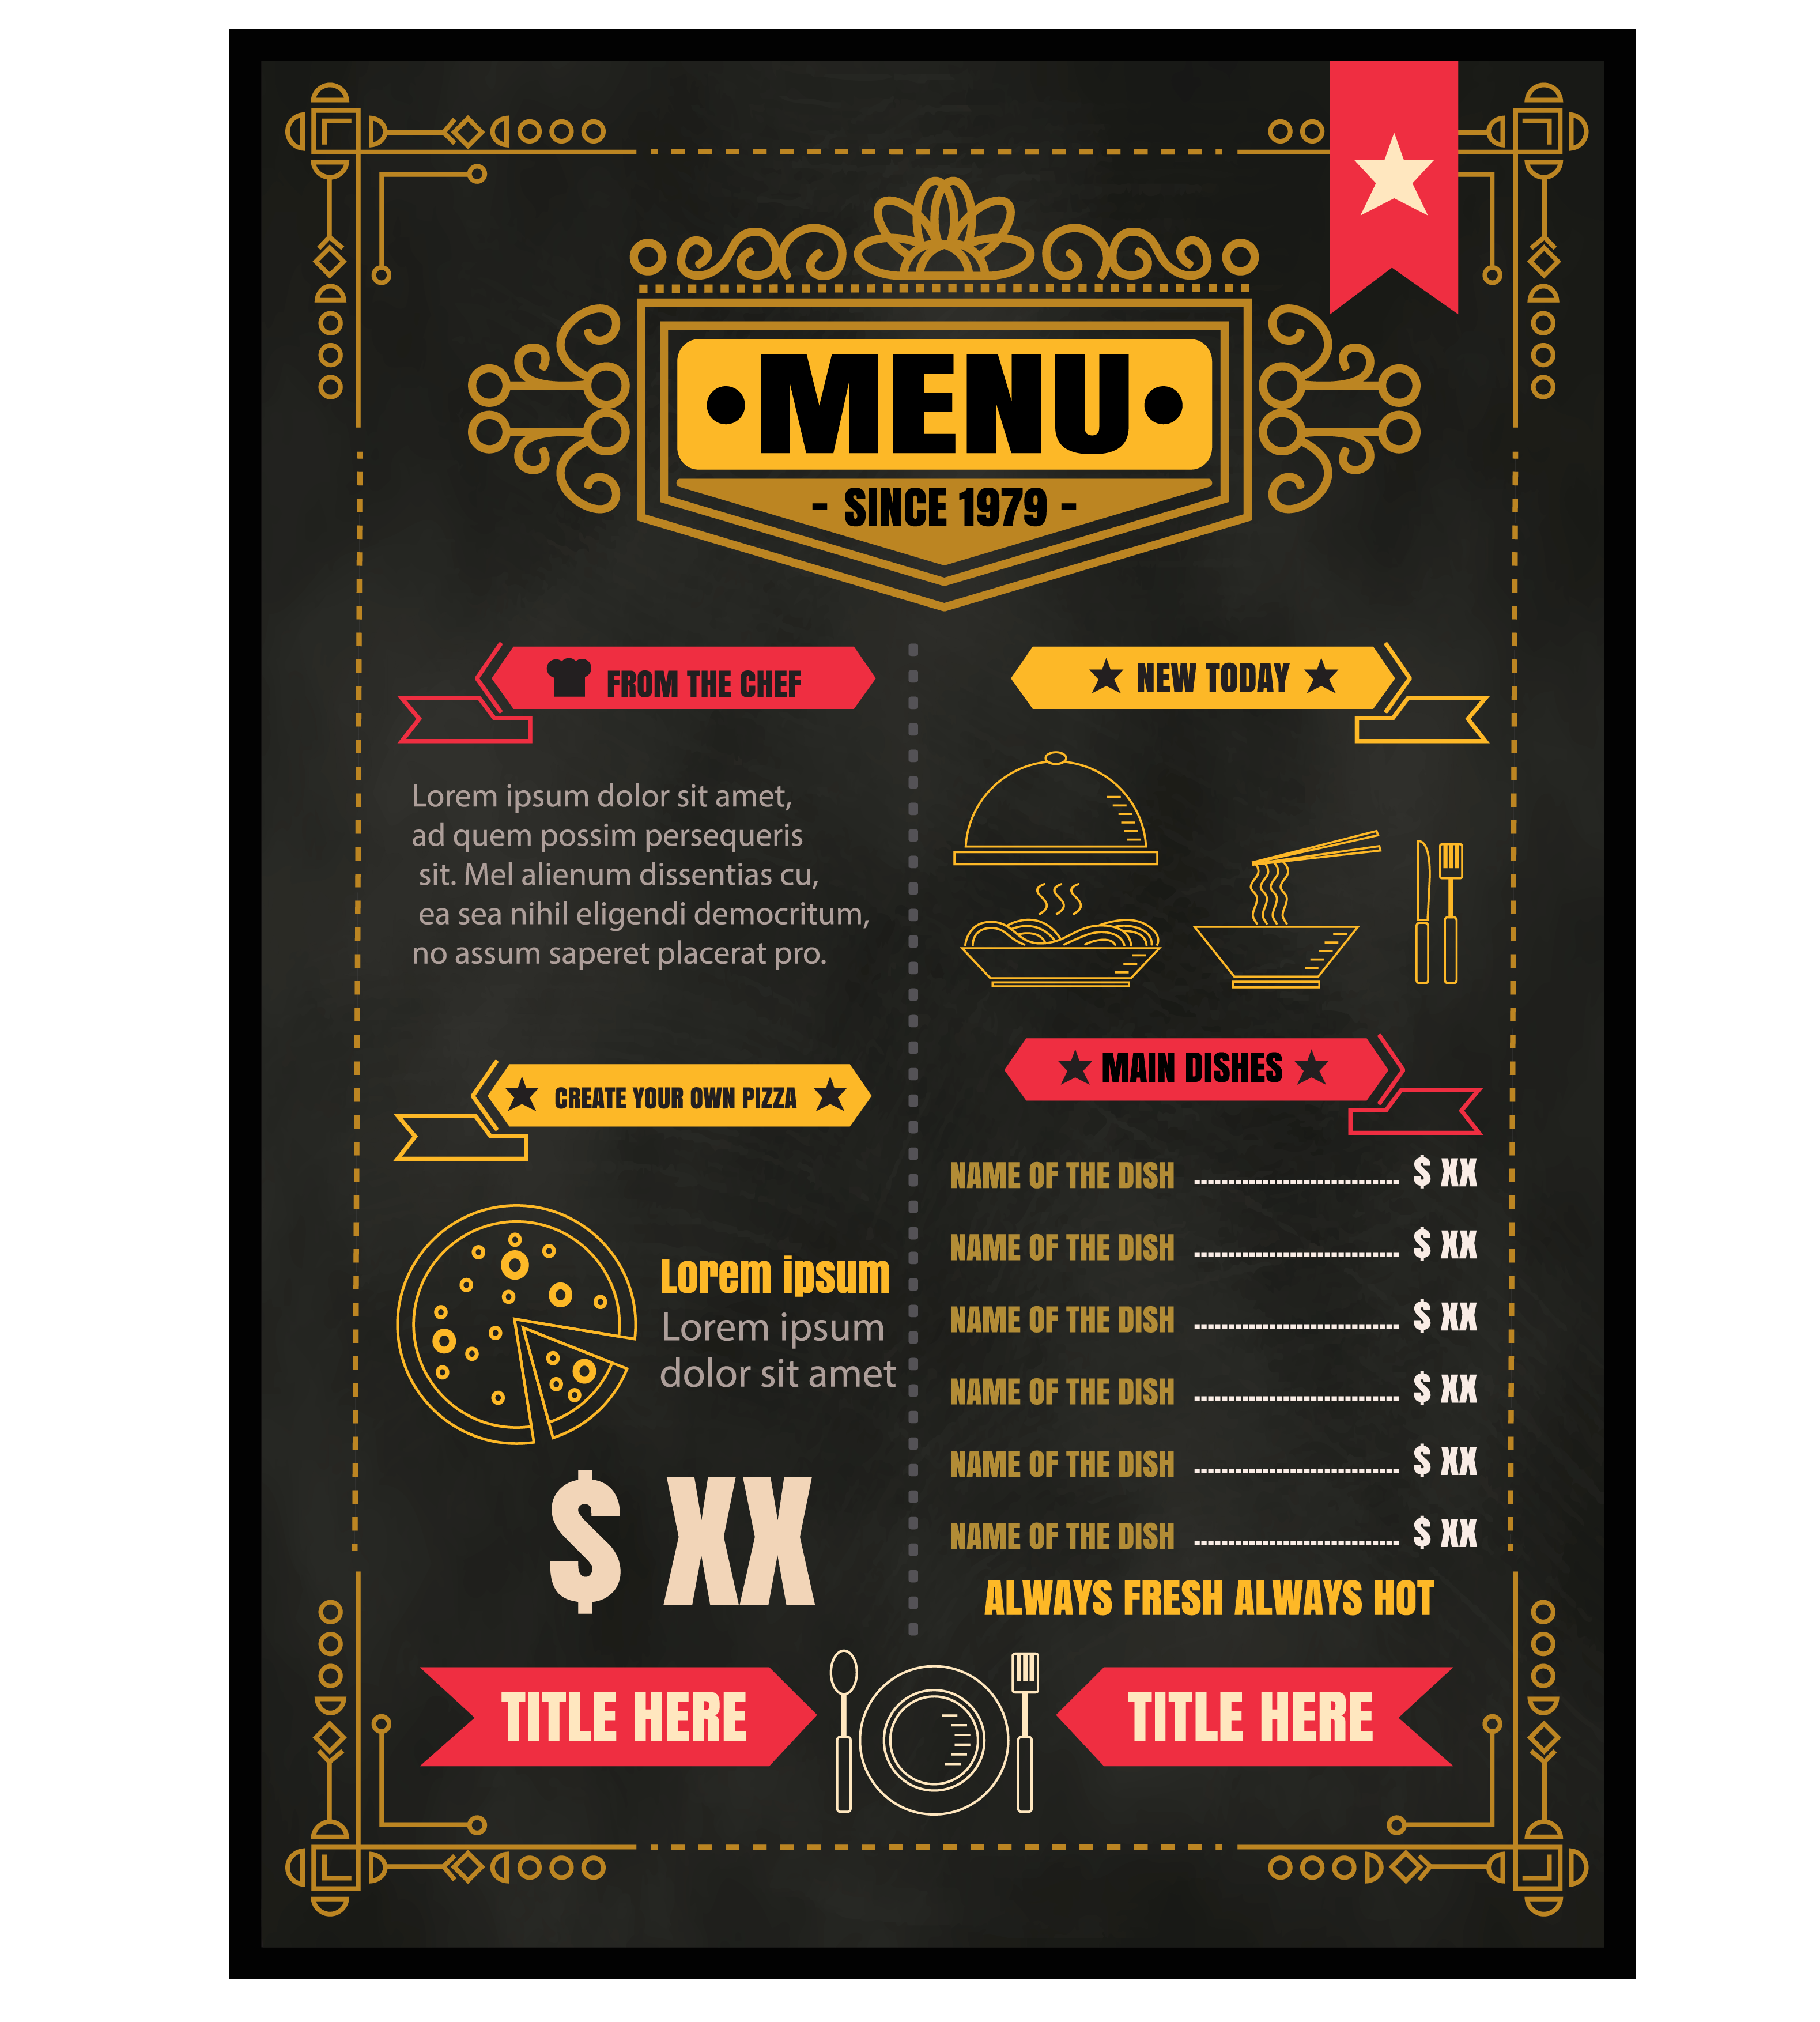 •MENU•
- SINCE 1979 -
FROM THE CHEF
Lorem ipsum dolor sit amet,
ad quem possim persequeris
sit. Mel alienum dissentias cu,
ea sea nihil eligendi democritum,
no assum saperet placerat pro.
CREATE YOUR OWN PIZZA
Lorem ipsum
Lorem ipsum
dolor sit amet
$ XX
NEW TODAY
MAIN DISHES
NAME OF THE DISH ................................ $ XX
NAME OF THE DISH ................................ $ XX
NAME OF THE DISH ................................ $ XX
NAME OF THE DISH ................................ $ XX
NAME OF THE DISH ................................ $ XX
NAME OF THE DISH ................................ $ XX
ALWAYS FRESH ALWAYS HOT
TITLE HERE
TITLE HERE